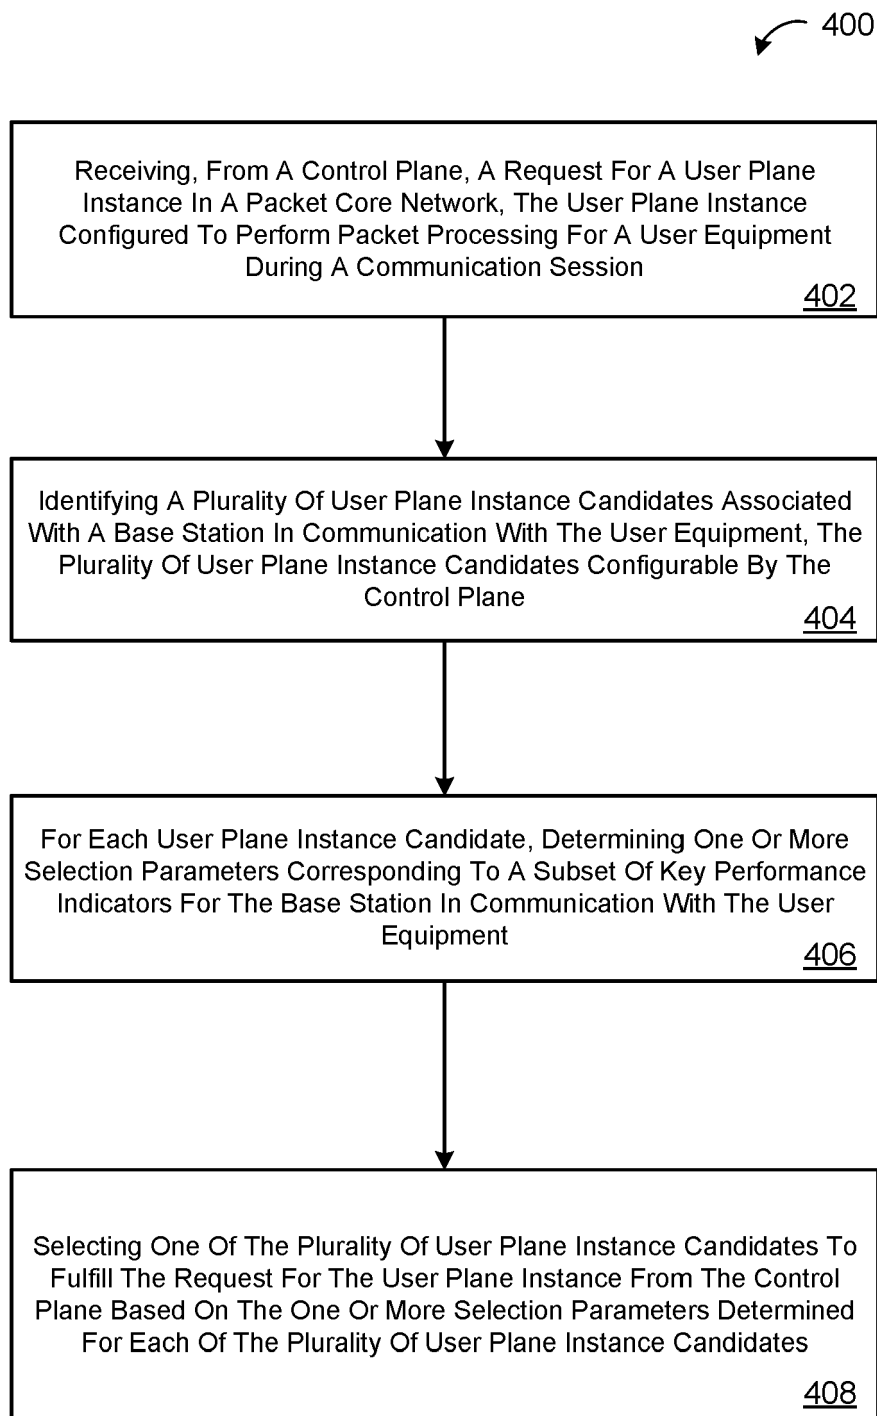 400
Receiving, From A Control Plane, A Request For A User Plane
Instance In A Packet Core Network, The User Plane Instance
Configured To Perform Packet Processing For A User Equipment
During A Communication Session
402
Identifying A Plurality Of User Plane Instance Candidates Associated
With A Base Station In Communication With The User Equipment, The
Plurality Of User Plane Instance Candidates Configurable By The
Control Plane
404
For Each User Plane Instance Candidate, Determining One Or More
Selection Parameters Corresponding To A Subset Of Key Performance
Indicators For The Base Station In Communication With The User
Equipment
406
Selecting One Of The Plurality Of User Plane Instance Candidates To
Fulfill The Request For The User Plane Instance From The Control
Plane Based On The One Or More Selection Parameters Determined
For Each Of The Plurality Of User Plane Instance Candidates
408